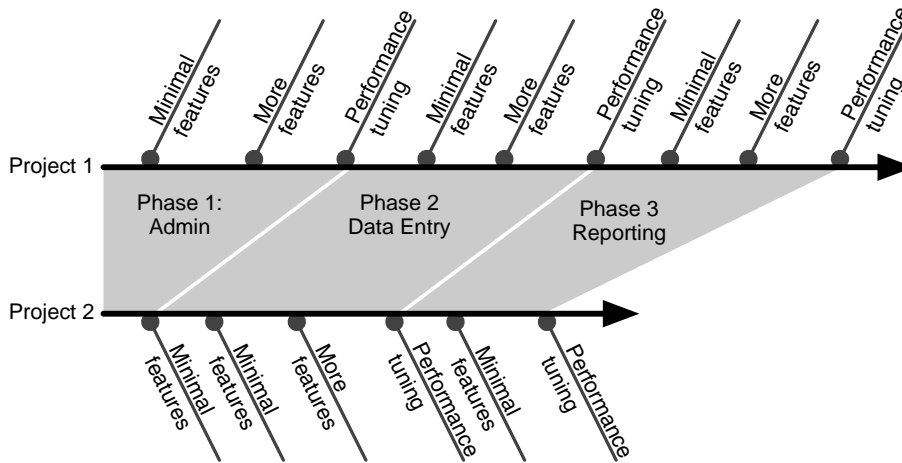 Minimal
features
More
features
Performance
tuning
Minimal
features
More
features
Performance
tuning
Minimal
features
More
features
Performance
tuning
Project 1
Phase 1:
Admin
Phase 2
Data Entry
Phase 3
Reporting
Project 2
Minimal
features
Minimal
features
More
features
Performance
tuning
Minimal
features
Performance
tuning